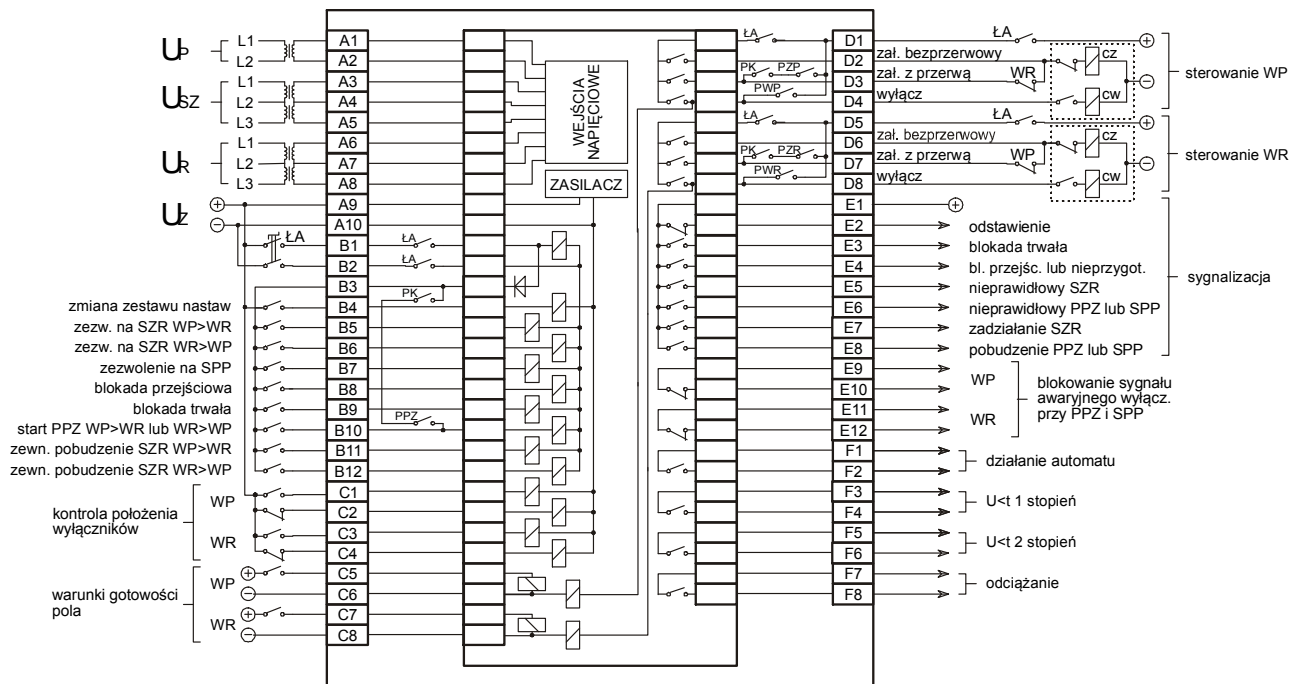 UP
L1
L2
USZ
L1
L2
L3
UR
L1
L2
L3
UZ
ŁA
zmiana zestawu nastaw
zezw. na SZR WP>WR
zezw. na SZR WR>WP
zezwolenie na SPP
blokada przejściowa
blokada trwała
start PPZ WP>WR lub WR>WP
zewn. pobudzenie SZR WP>WR
zewn. pobudzenie SZR WR>WP
kontrola położenia
wyłączników
WP
WR
warunki gotowości
pola
WP
WR
A1
A2
A3
A4
A5
A6
A7
A8
A9
A10
B1
B2
B3
B4
B5
B6
B7
B8
B9
B10
B11
B12
C1
C2
C3
C4
C5
C6
C7
C8
ŁA
ŁA
PK
PPZ
WEJŚCIA
NAPIĘCIOWE
ZASILACZ
ŁA
PK PZP
PWP
ŁA
PK PZR
PWR
D1
D2
D3
D4
D5
D6
D7
D8
E1
E2
E3
E4
E5
E6
E7
E8
E9
E10
E11
E12
F1
F2
F3
F4
F5
F6
F7
F8
ŁA
zał. bezprzerwowy
zał. z przerwą
WR
wyłącz
cz
cw
sterowanie WP
ŁA
zał. bezprzerwowy
zał. z przerwą
WP
wyłącz
cz
cw
sterowanie WR
odstawienie
blokada trwała
bl. przejśc. lub nieprzygot.
nieprawidłowy SZR
nieprawidłowy PPZ lub SPP
zadziałanie SZR
pobudzenie PPZ lub SPP
sygnalizacja
WP
WR
blokowanie sygnału
awaryjnego wyłącz.
przy PPZ i SPP
działanie automatu
U<t 1 stopień
U<t 2 stopień
odciążanie